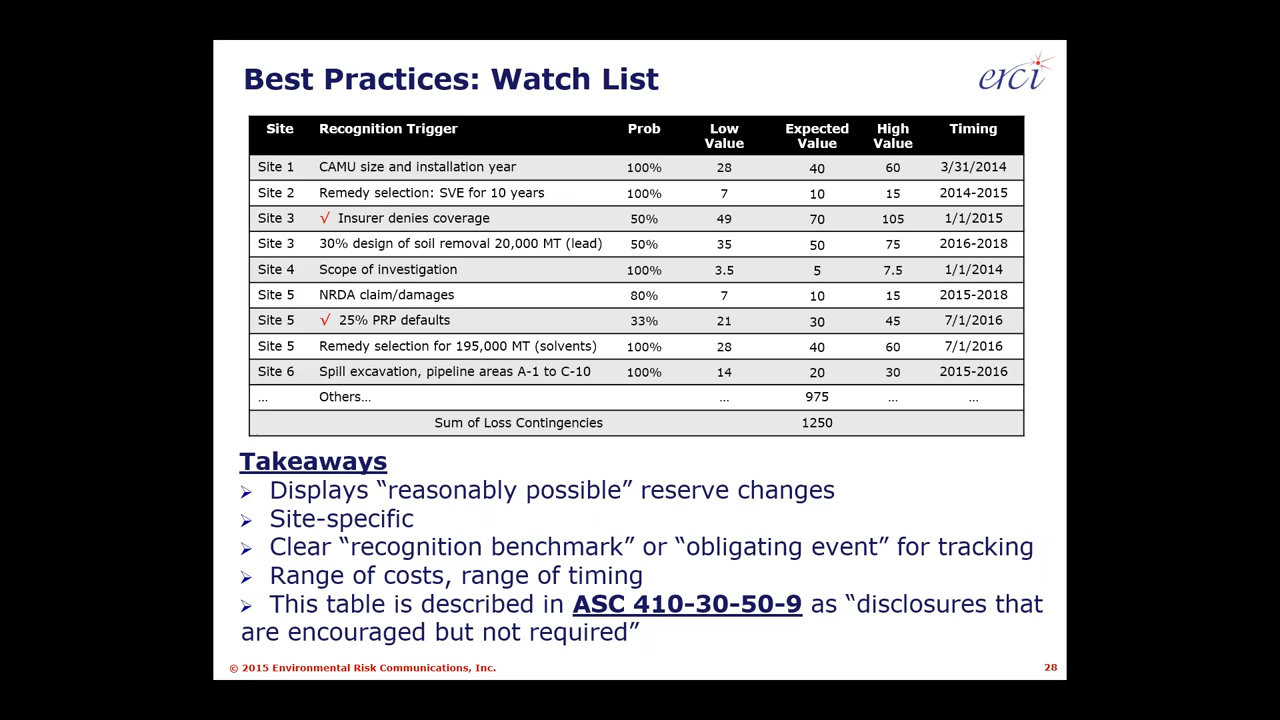 Best Practices: Watch List
erci
Site Recognition Trigger Prob Low Value Expected Value High Value Timing
Site 1 CAMU size and installation year 100% 28 40 60 3/31/2014
Site 2 Remedy selection: SVE for 10 years 100% 7 10 15 2014-2015
Site 3 √ Insurer denies coverage 50% 49 70 105 1/1/2015
Site 3 30% design of soil removal 20,000 MT (lead) 50% 35 50 75 2016-2018
Site 4 Scope of investigation 100% 3.5 5 7.5 1/1/2014
Site 5 NRDA claim/damages 80% 7 10 15 2015-2018
Site 5 √ 25% PRP defaults 33% 21 30 45 7/1/2016
Site 5 Remedy selection for 195,000 MT (solvents) 100% 28 40 60 7/1/2016
Site 6 Spill excavation, pipeline areas A-1 to C-10 100% 14 20 30 2015-2016
… Others… … 975 … …
Sum of Loss Contingencies 1250
Takeaways
➢ Displays “reasonably possible” reserve changes
➢ Site-specific
➢ Clear “recognition benchmark” or “obligating event” for tracking
➢ Range of costs, range of timing
➢ This table is described in ASC 410-30-50-9 as “disclosures that
are encouraged but not required”
© 2015 Environmental Risk Communications, Inc. 28